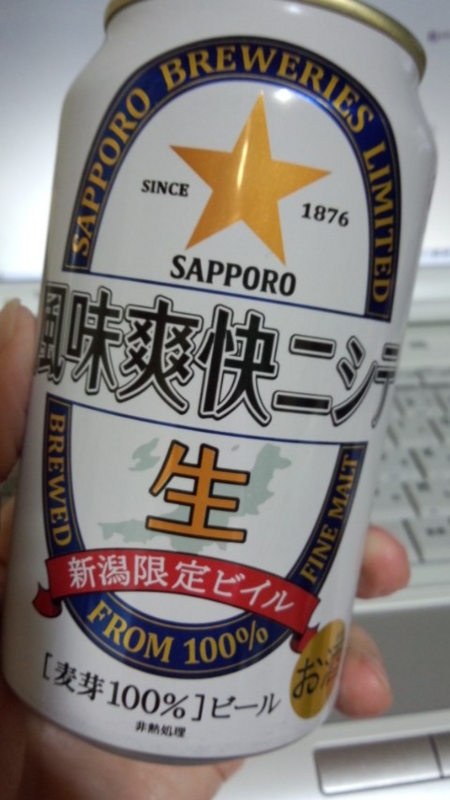 SAPPORO BREWERIES LIMITED
SINCE 1876
SAPPORO
風味爽快ニシテ
生
新潟限定ビイル
BREWED FROM 100% FINE MALT
[麦芽100%]ビール
非熱処理
お酒